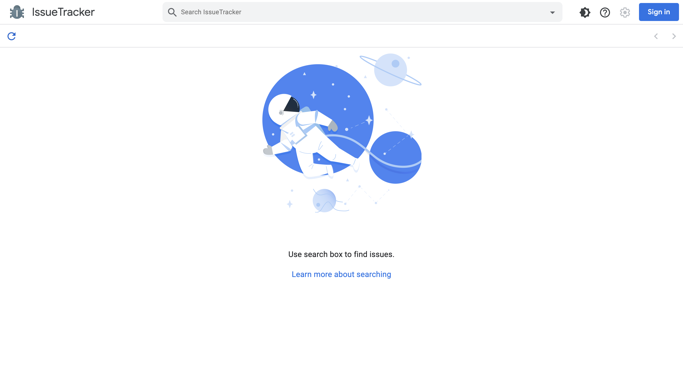 IssueTracker
Search IssueTracker
Sign in
Use search box to find issues.
Learn more about searching